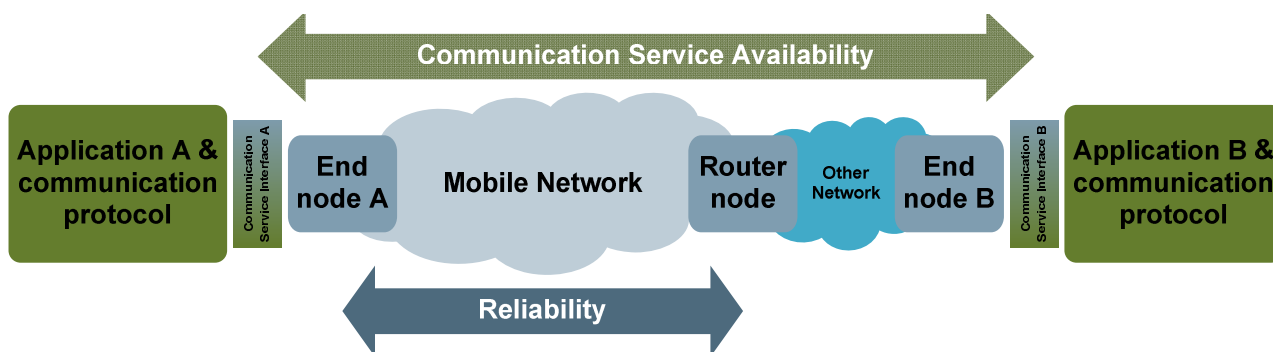 Communication Service Availability
Application A &
communication
protocol
Communication
Service Interface A
End
node A
Mobile Network
Router
node
Other
Network
End
node B
Communication
Service Interface B
Application B &
communication
protocol
Reliability